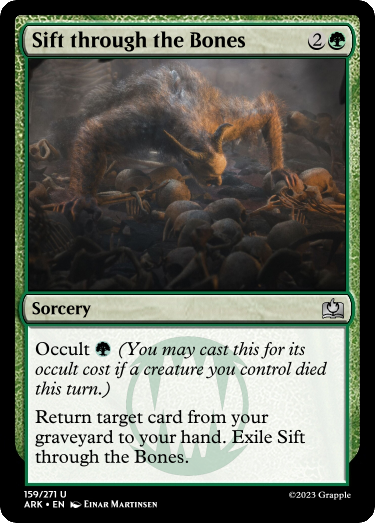 Sift through the Bones 2
Sorcery
Occult (You may cast this for its
occult cost if a creature you control died
this turn.)
Return target card from your
graveyard to your hand. Exile Sift
through the Bones.
159/271 U
ARK • EN Einar Martinsen
©2023 Grapple